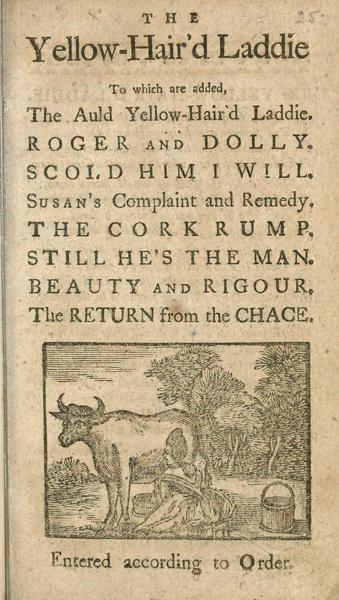 THE
25.
Yellow-Hair'd Laddie
To which are added,
The Auld Yellow-Hair'd Laddie.
ROGER AND DOLLY.
SCOLD HIM I WILL.
SUSAN's Complaint and Remedy.
THE CORK RUMP.
STILL HE'S THE MAN.
BEAUTY AND RIGOUR.
The RETURN from the CHACE.
Entered according to Order.